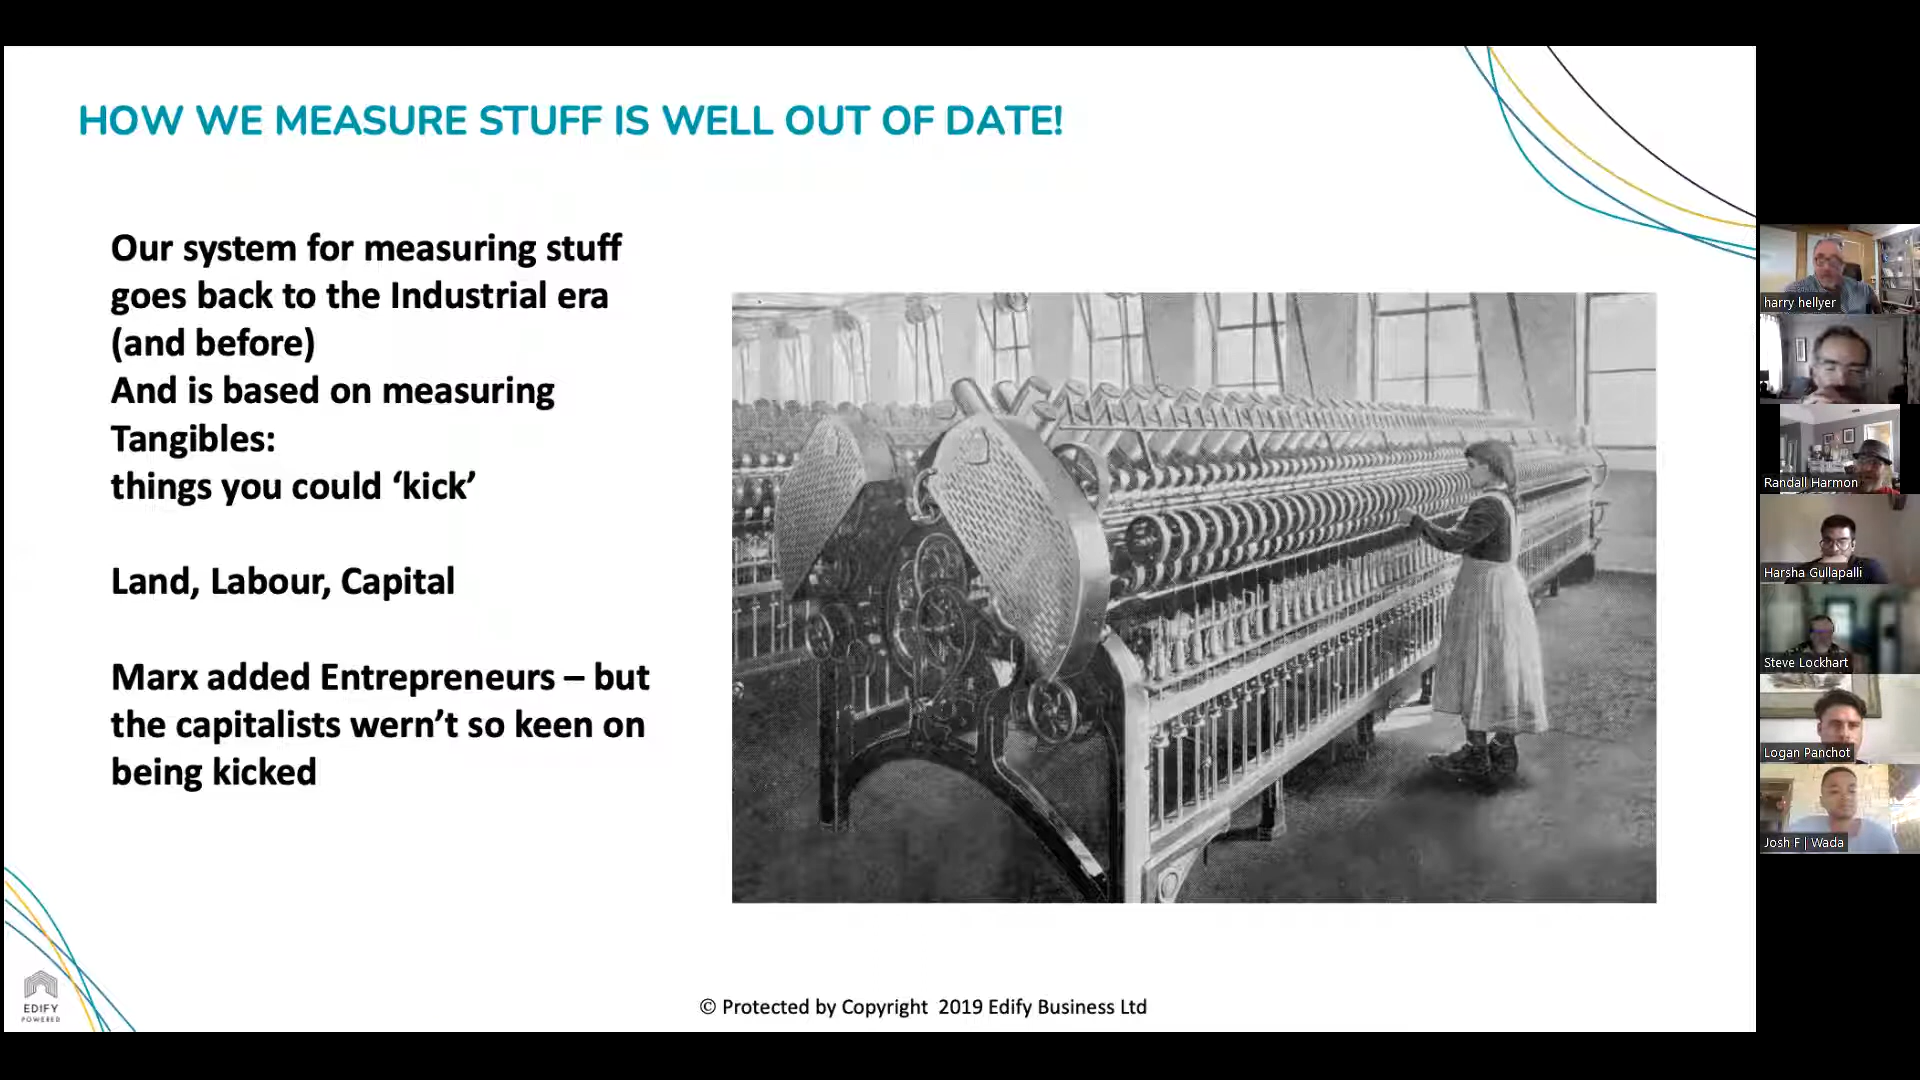 HOW WE MEASURE STUFF IS WELL OUT OF DATE!
Our system for measuring stuff
goes back to the Industrial era
(and before)
And is based on measuring
Tangibles:
things you could ‘kick’
Land, Labour, Capital
Marx added Entrepreneurs – but
the capitalists wern’t so keen on
being kicked
EDIFY
POWERED
© Protected by Copyright 2019 Edify Business Ltd
harry hellyer
Randall Harmon
Harsha Gullapalli
Steve Lockhart
Logan Panchot
Josh F | Wada